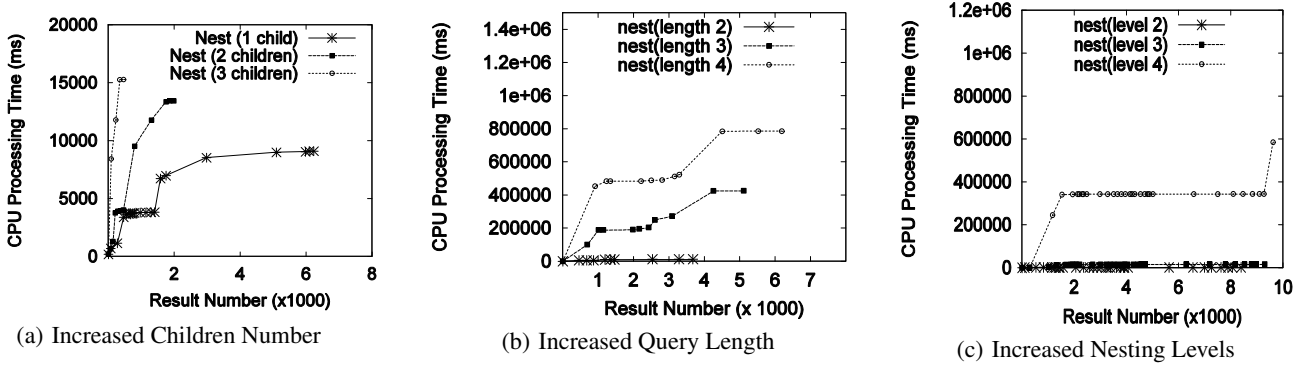 20000
15000
10000
5000
0
CPU Processing Time (ms)
Nest (1 child)
Nest (2 children)
Nest (3 children)
2
4
6
8
Result Number (x1000)
(a) Increased Children Number
1.4e+06
1.2e+06
1e+06
800000
600000
400000
200000
0
CPU Processing Time (ms)
nest(length 2)
nest(length 3)
nest(length 4)
1 2 3 4 5 6 7
Result Number (x 1000)
(b) Increased Query Length
1.2e+06
1e+06
800000
600000
400000
200000
0
CPU Processing Time (ms)
nest(level 2)
nest(level 3)
nest(level 4)
2 4 6 8 10
Result Number (x1000)
(c) Increased Nesting Levels